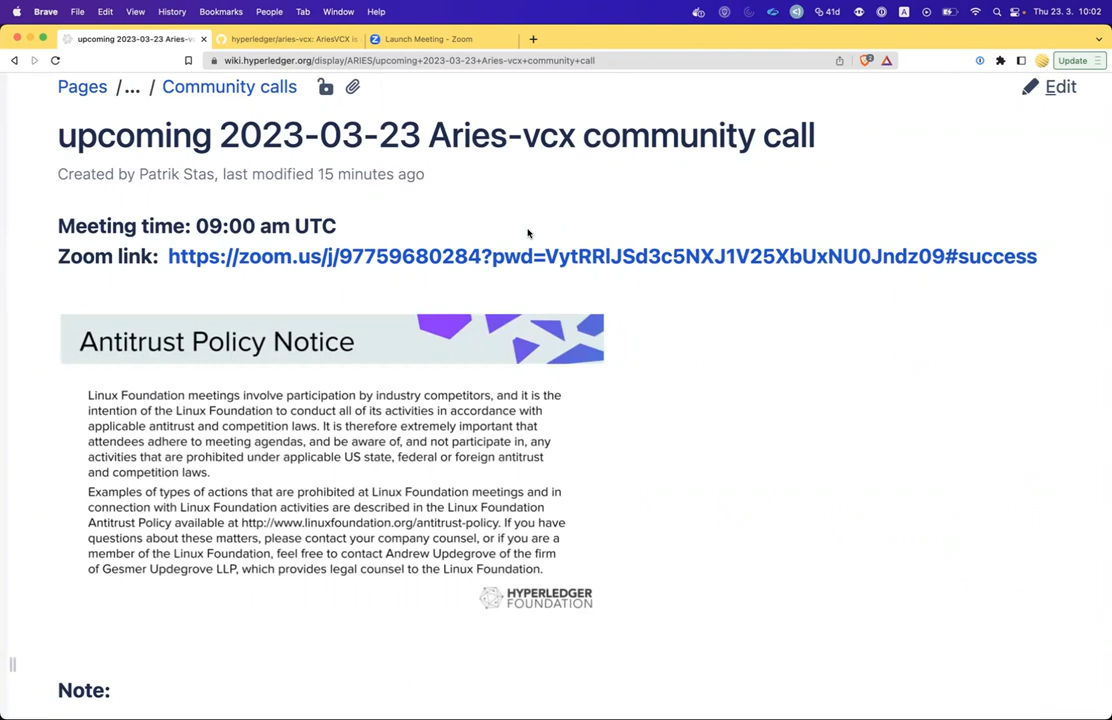 Brave File Edit View History Bookmarks People Tab Window Help 41d A Thu 23. 3. 10:02
upcoming 2023-03-23 Aries-vc hyperledger/aries-vcx: AriesVCX is Launch Meeting - Zoom
wiki.hyperledger.org/display/ARIES/upcoming+2023-03-23+Aries-vcx+community+call 2 Update
Pages /... / Community calls Edit
upcoming 2023-03-23 Aries-vcx community call
Created by Patrik Stas, last modified 15 minutes ago
Meeting time: 09:00 am UTC
Zoom link: https://zoom.us/j/97759680284?pwd=VytRRlJSd3c5NXJ1V25XbUxNU0Jndz09#success
Antitrust Policy Notice
Linux Foundation meetings involve participation by industry competitors, and it is the
intention of the Linux Foundation to conduct all of its activities in accordance with
applicable antitrust and competition laws. It is therefore extremely important that
attendees adhere to meeting agendas, and be aware of, and not participate in, any
activities that are prohibited under applicable US state, federal or foreign antitrust
and competition laws.
Examples of types of actions that are prohibited at Linux Foundation meetings and in
connection with Linux Foundation activities are described in the Linux Foundation
Antitrust Policy available at http://www.linuxfoundation.org/antitrust-policy. If you have
questions about these matters, please contact your company counsel, or if you are a
member of the Linux Foundation, feel free to contact Andrew Updegrove of the firm
of Gesmer Updegrove LLP, which provides legal counsel to the Linux Foundation.
HYPERLEDGER
FOUNDATION
Note: